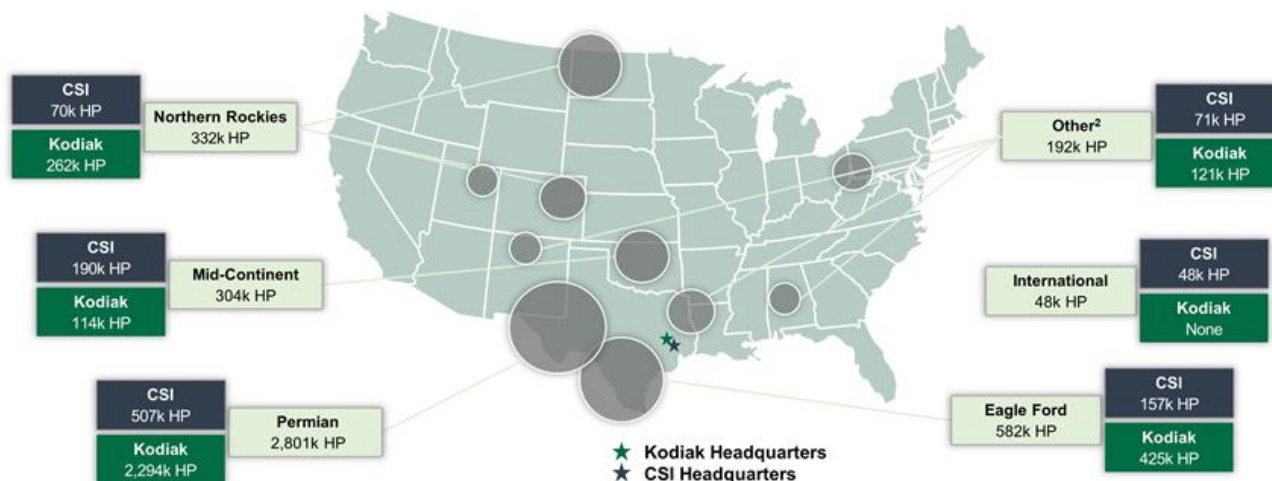 CSI
70k HP
Kodiak
262k HP
Northern Rockies
332k HP
CSI
190k HP
Kodiak
114k HP
Mid-Continent
304k HP
CSI
507k HP
Kodiak
2,294k HP
Permian
2,801k HP
Other²
192k HP
CSI
71k HP
Kodiak
121k HP
International
48k HP
CSI
48k HP
Kodiak
None
Eagle Ford
582k HP
CSI
157k HP
Kodiak
425k HP
Kodiak Headquarters
CSI Headquarters